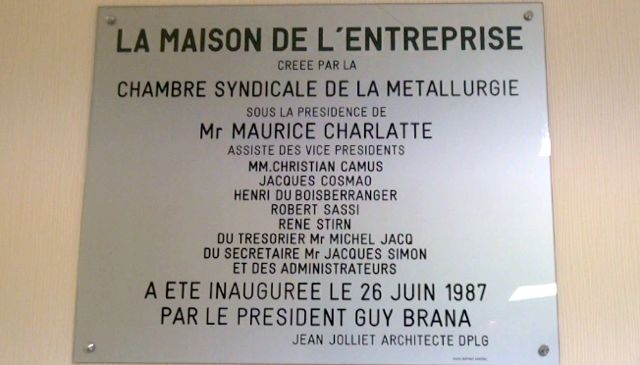 LA MAISON DE L'ENTREPRISE
CREEE PAR LA
CHAMBRE SYNDICALE DE LA METALLURGIE
SOUS LA PRESIDENCE DE
Mr MAURICE CHARLATTE
ASSISTE DES VICE PRESIDENTS
MM.CHRISTIAN CAMUS
JACQUES COSMAO
HENRI DU BOISBERRANGER
ROBERT SASSI
RENE STIRN
DU TRESORIER Mr MICHEL JACQ
DU SECRETAIRE Mr JACQUES SIMON
ET DES ADMINISTRATEURS
A ETE INAUGUREE LE 26 JUIN 1987
PAR LE PRESIDENT GUY BRANA
JEAN JOLLIET ARCHITECTE DPLG